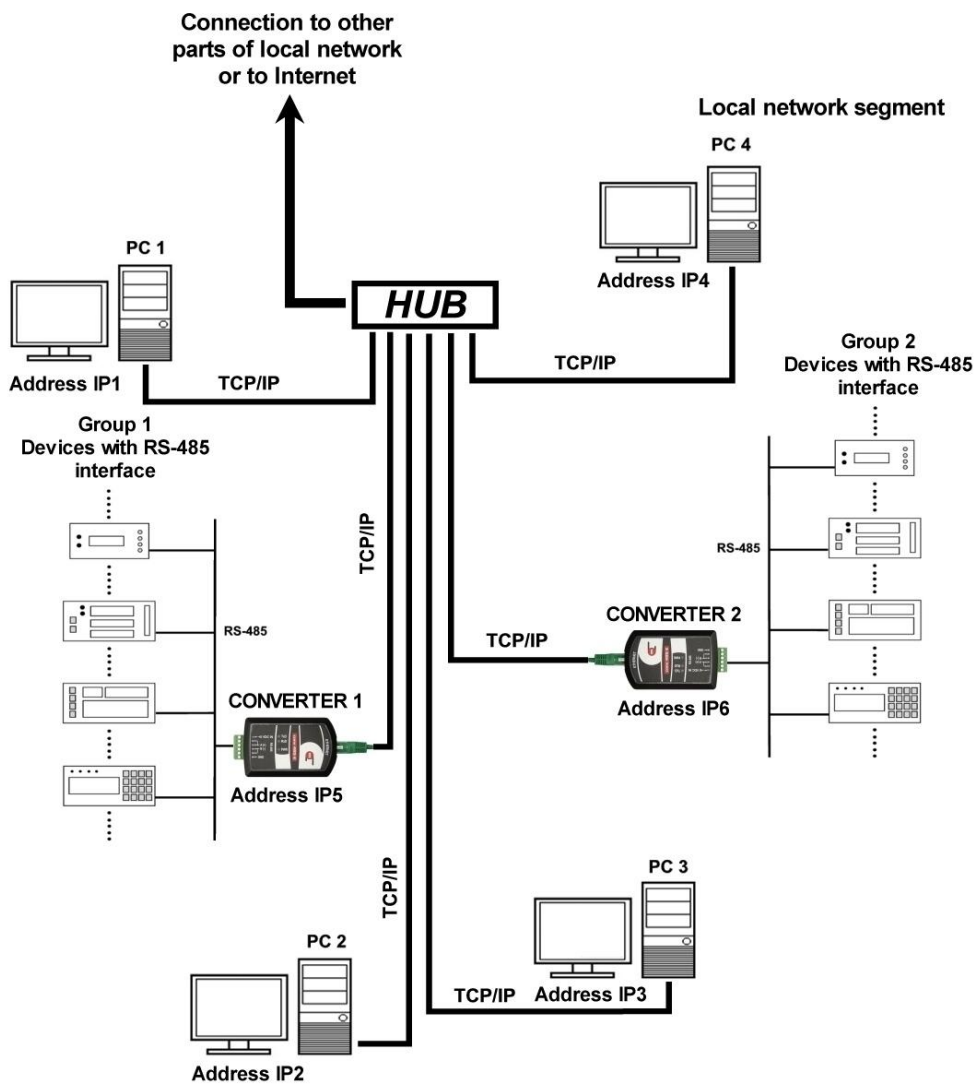 Connection to other
parts of local network
or to Internet
Local network segment
PC 4
PC 1
Address IP4
HUB
Address IP1
TCP/IP
TCP/IP
Group 1
Devices with RS-485
interface
Group 2
Devices with RS-485
interface
TCP/IP
RS-485
RS-485
CONVERTER 2
TCP/IP
Address IP6
CONVERTER 1
Address IP5
TCP/IP
PC 3
PC 2
TCP/IP
Address IP3
Address IP2